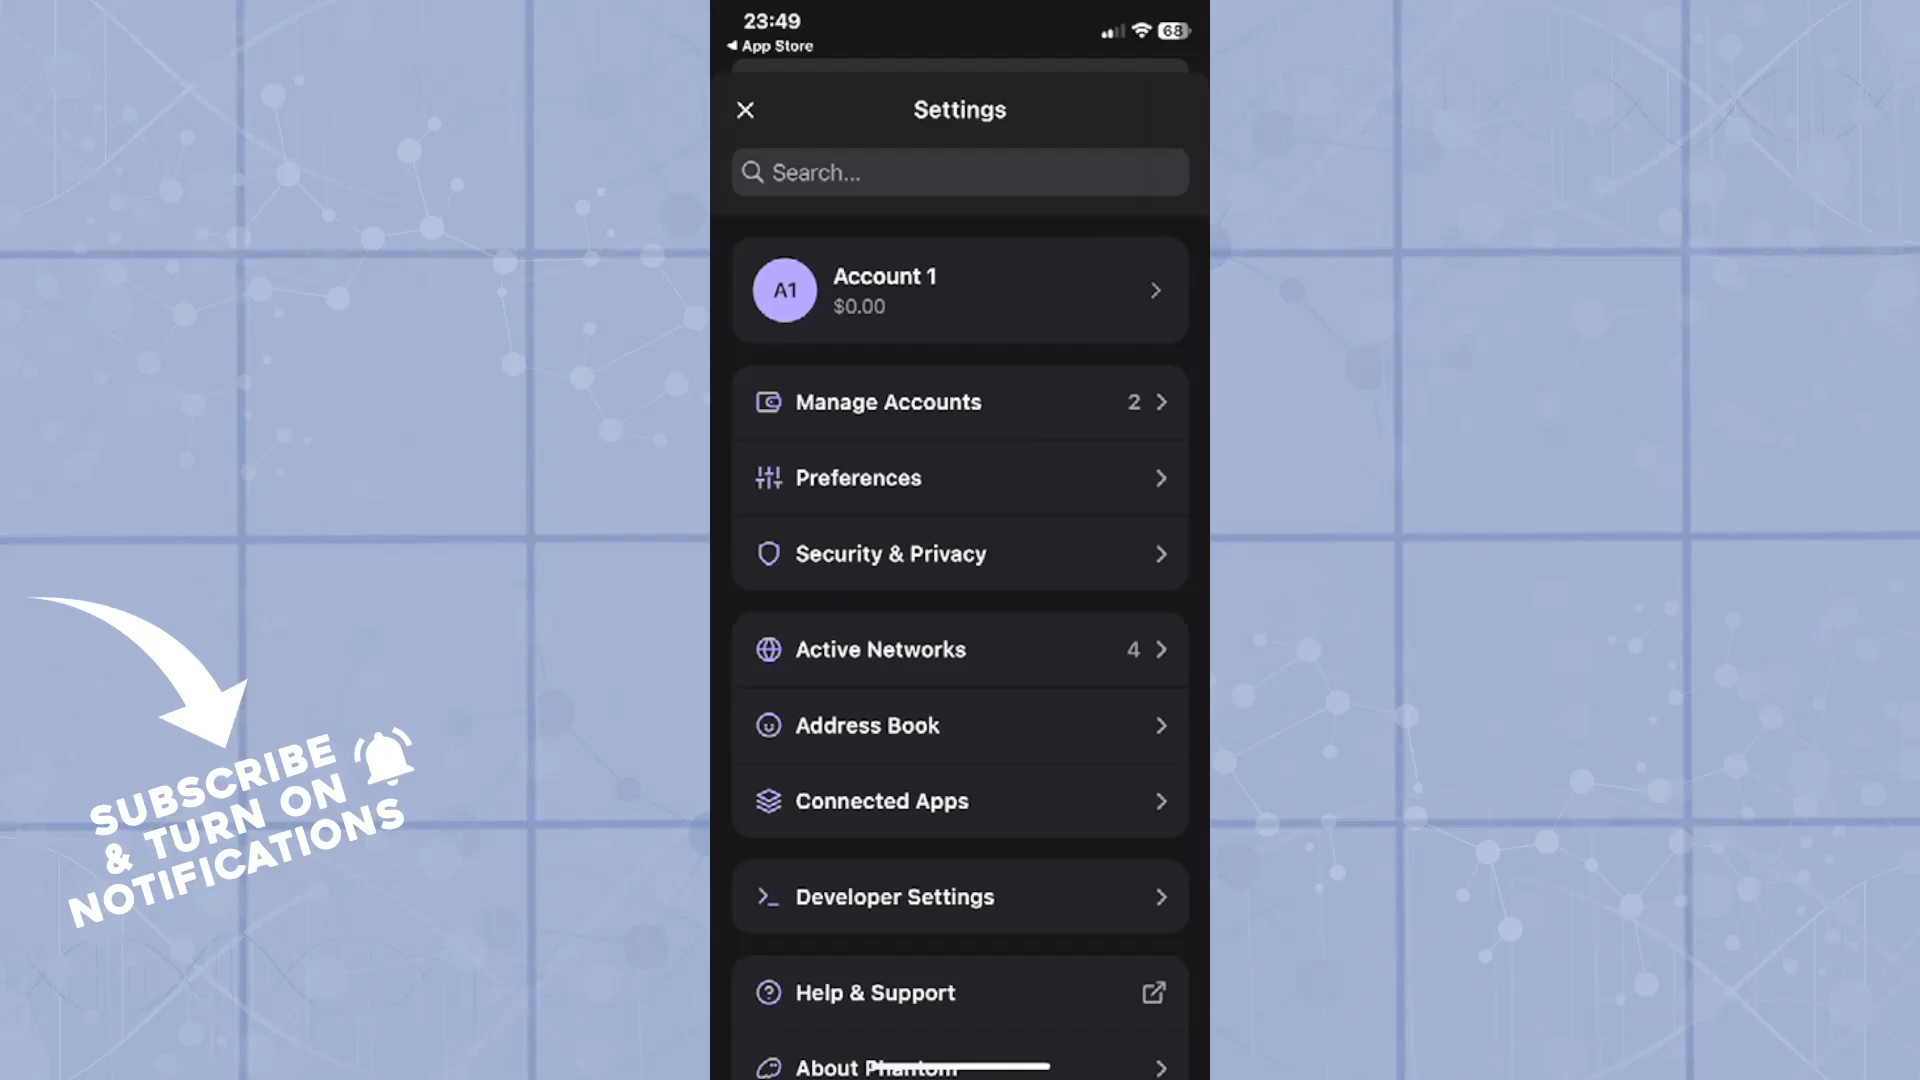 23:49
App Store
68
Settings
Search...
A1
Account 1
$0.00
Manage Accounts
2
Preferences
Security & Privacy
Active Networks
4
Address Book
Connected Apps
Developer Settings
Help & Support
About Phantom
SUBSCRIBE
& TURN ON
NOTIFICATIONS